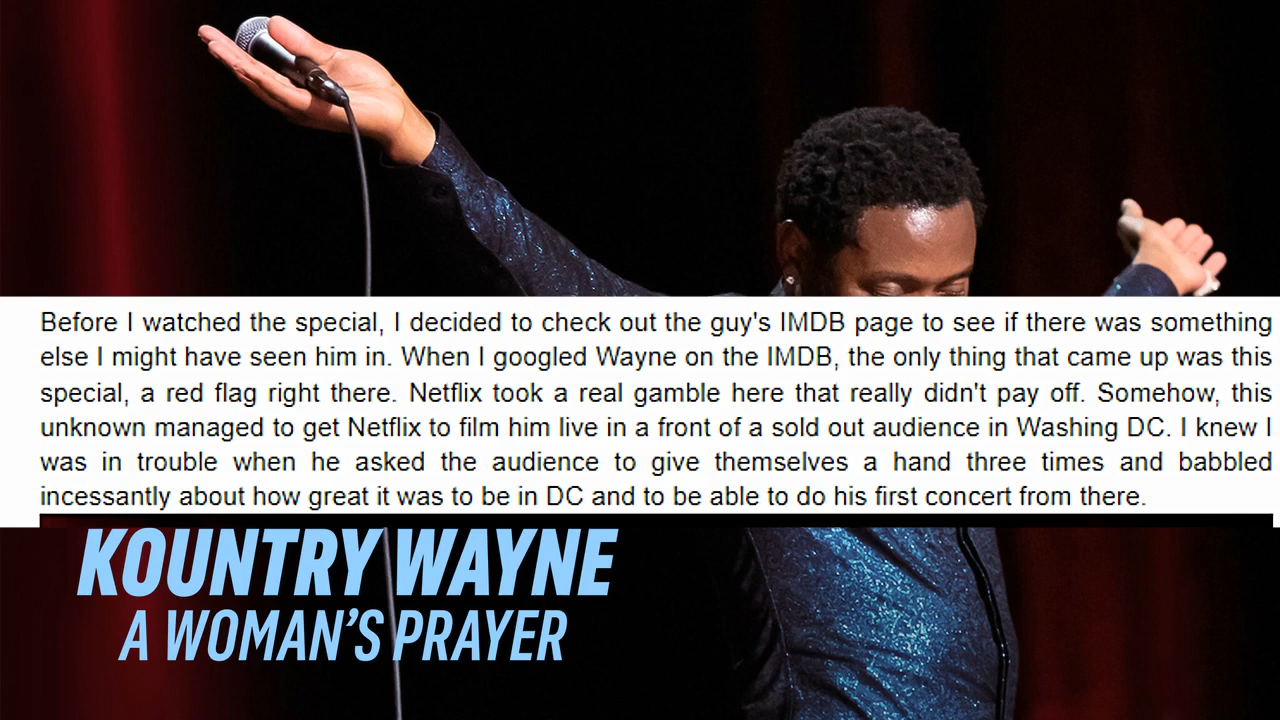 Before I watched the special, I decided to check out the guy's IMDB page to see if there was something
else I might have seen him in. When I googled Wayne on the IMDB, the only thing that came up was this
special, a red flag right there. Netflix took a real gamble here that really didn't pay off. Somehow, this
unknown managed to get Netflix to film him live in a front of a sold out audience in Washing DC. I knew I
was in trouble when he asked the audience to give themselves a hand three times and babbled
incessantly about how great it was to be in DC and to be able to do his first concert from there.
KOUNTRY WAYNE
A WOMAN'S PRAYER